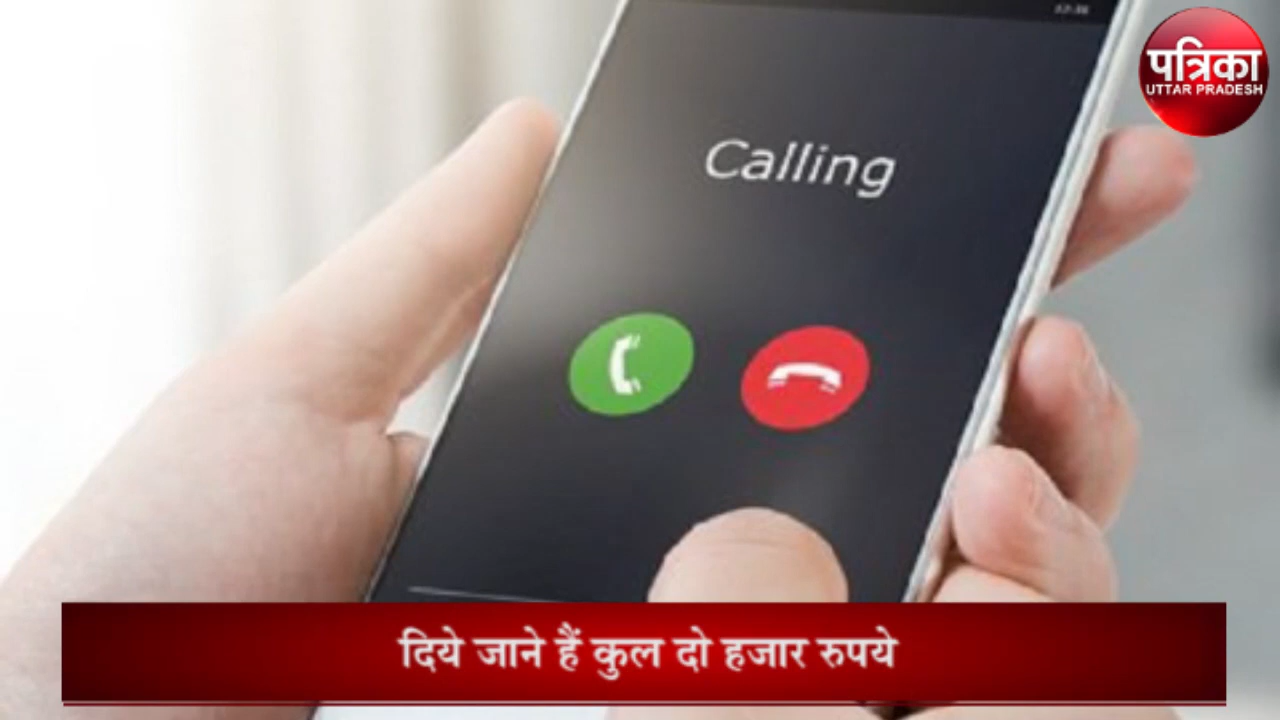 पत्रिका
UTTAR PRADESH
Calling
दिये जाने हैं कुल दो हजार रुपये